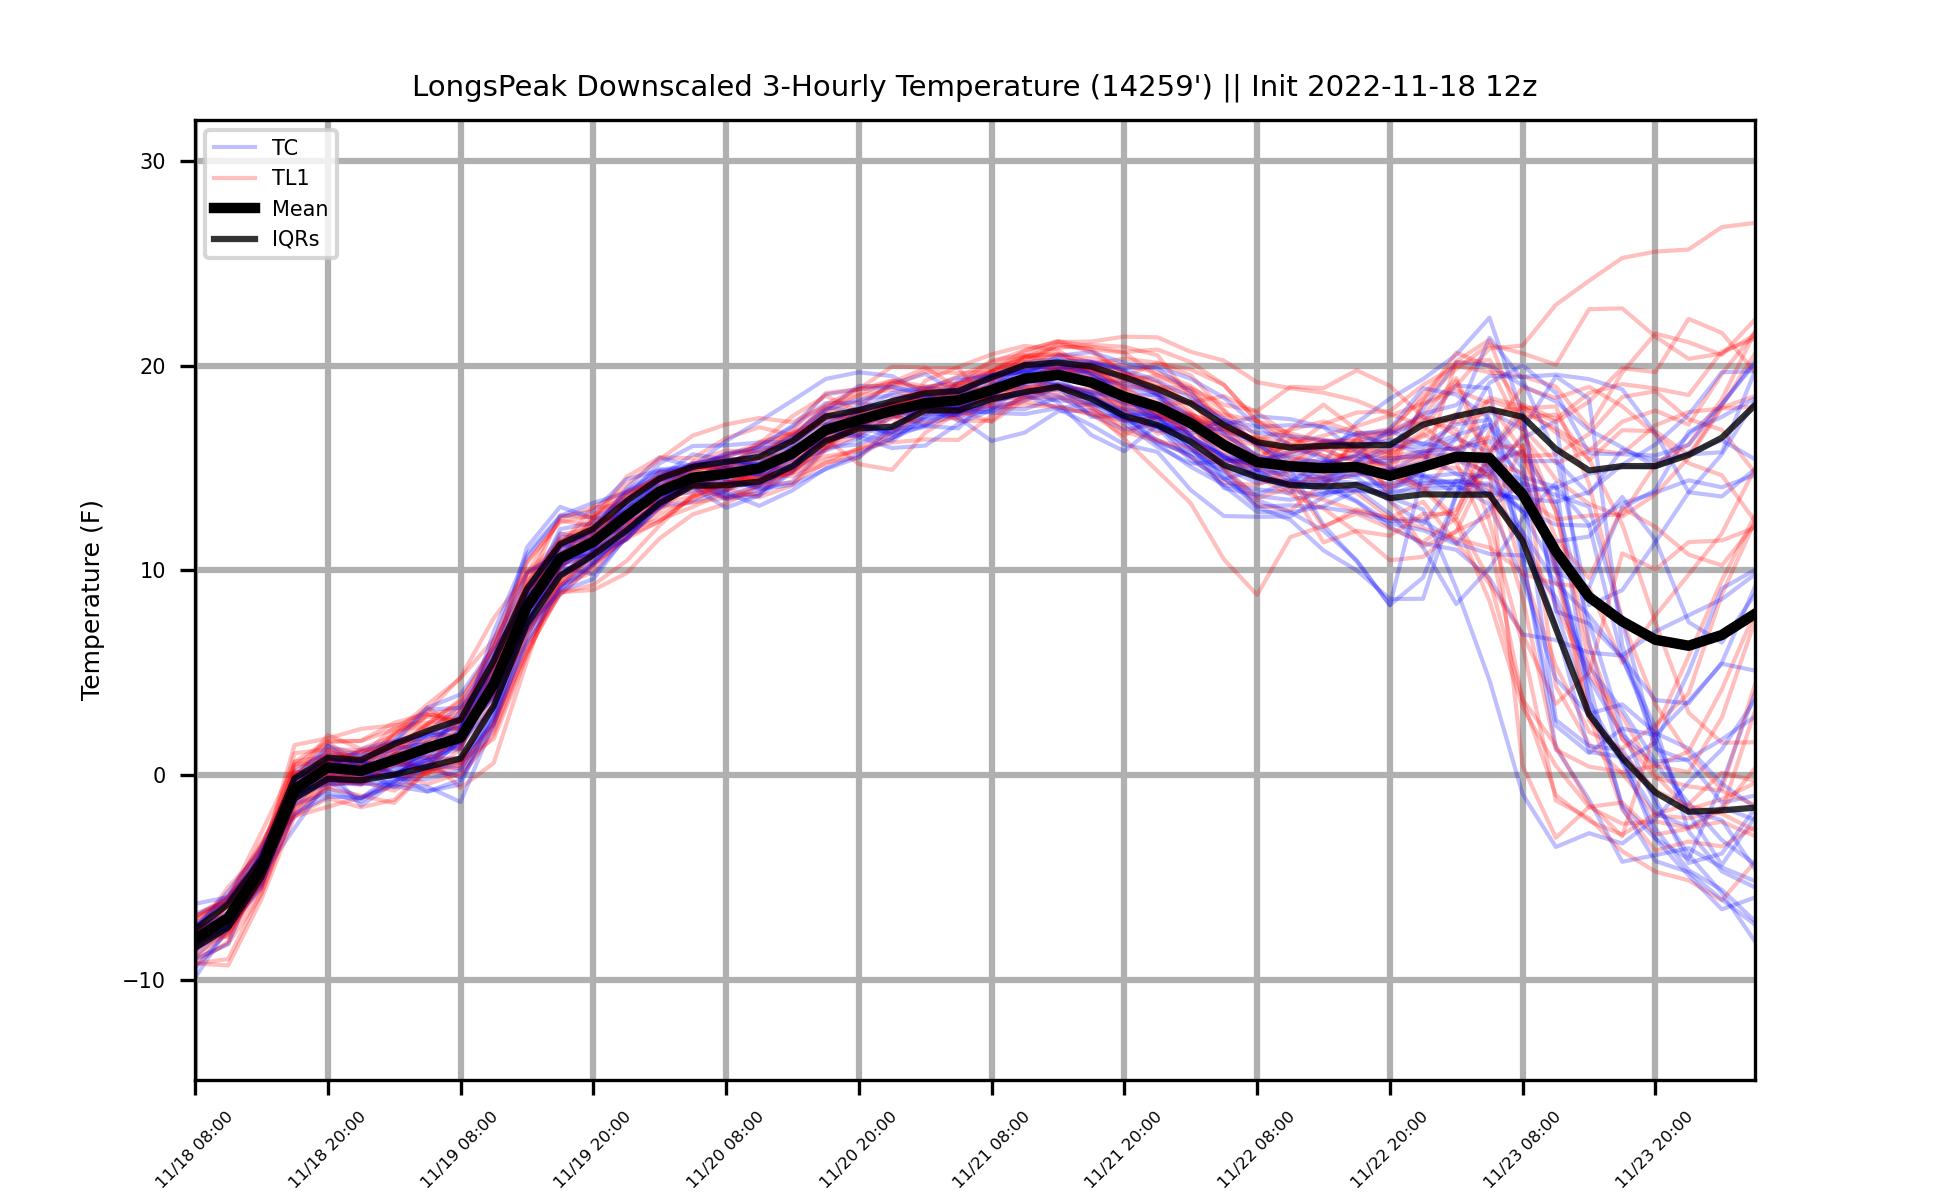 LongsPeak Downscaled 3-Hourly Temperature (14259') || Init 2022-11-18 12z
TC
TL1
Mean
IQRs
Temperature (F)
30
20
10
0
−10
11/18 08:00
11/18 20:00
11/19 08:00
11/19 20:00
11/20 08:00
11/20 20:00
11/21 08:00
11/21 20:00
11/22 08:00
11/22 20:00
11/23 08:00
11/23 20:00